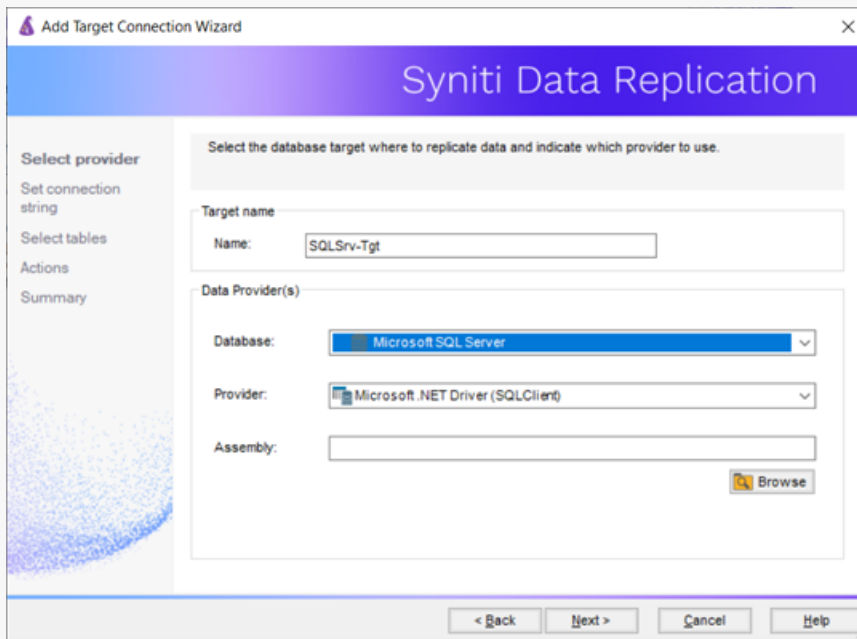 Add Target Connection Wizard
Syniti Data Replication
Select provider
Set connection
string
Select tables
Actions
Summary
Select the database target where to replicate data and indicate which provider to use.
Target name
Name:
SQLSrv-Tgt
Data Provider(s)
Database:
Microsoft SQL Server
Provider:
Microsoft .NET Driver (SQLClient)
Assembly:
Browse
< Back
Next >
Cancel
Help